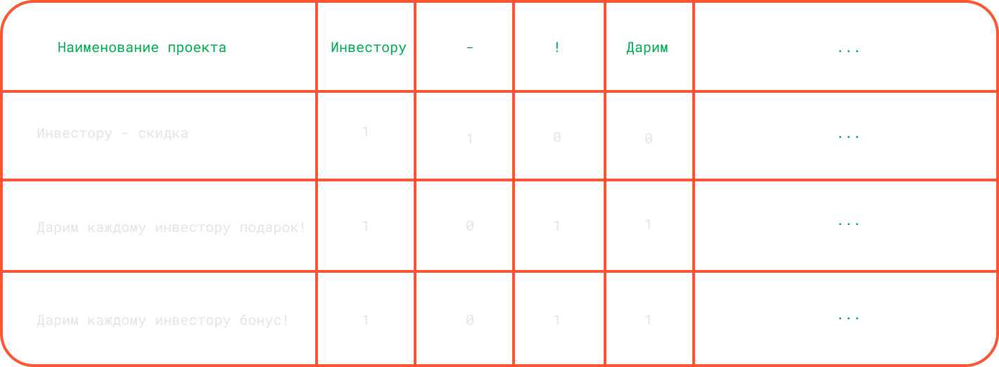 Наименование проекта Инвестору - ! Дарим ...
Инвестору - скидка 1 1 0 0 ...
Дарим каждому инвестору подарок! 1 0 1 1 ...
Дарим каждому инвестору бонус! 1 0 1 1 ...